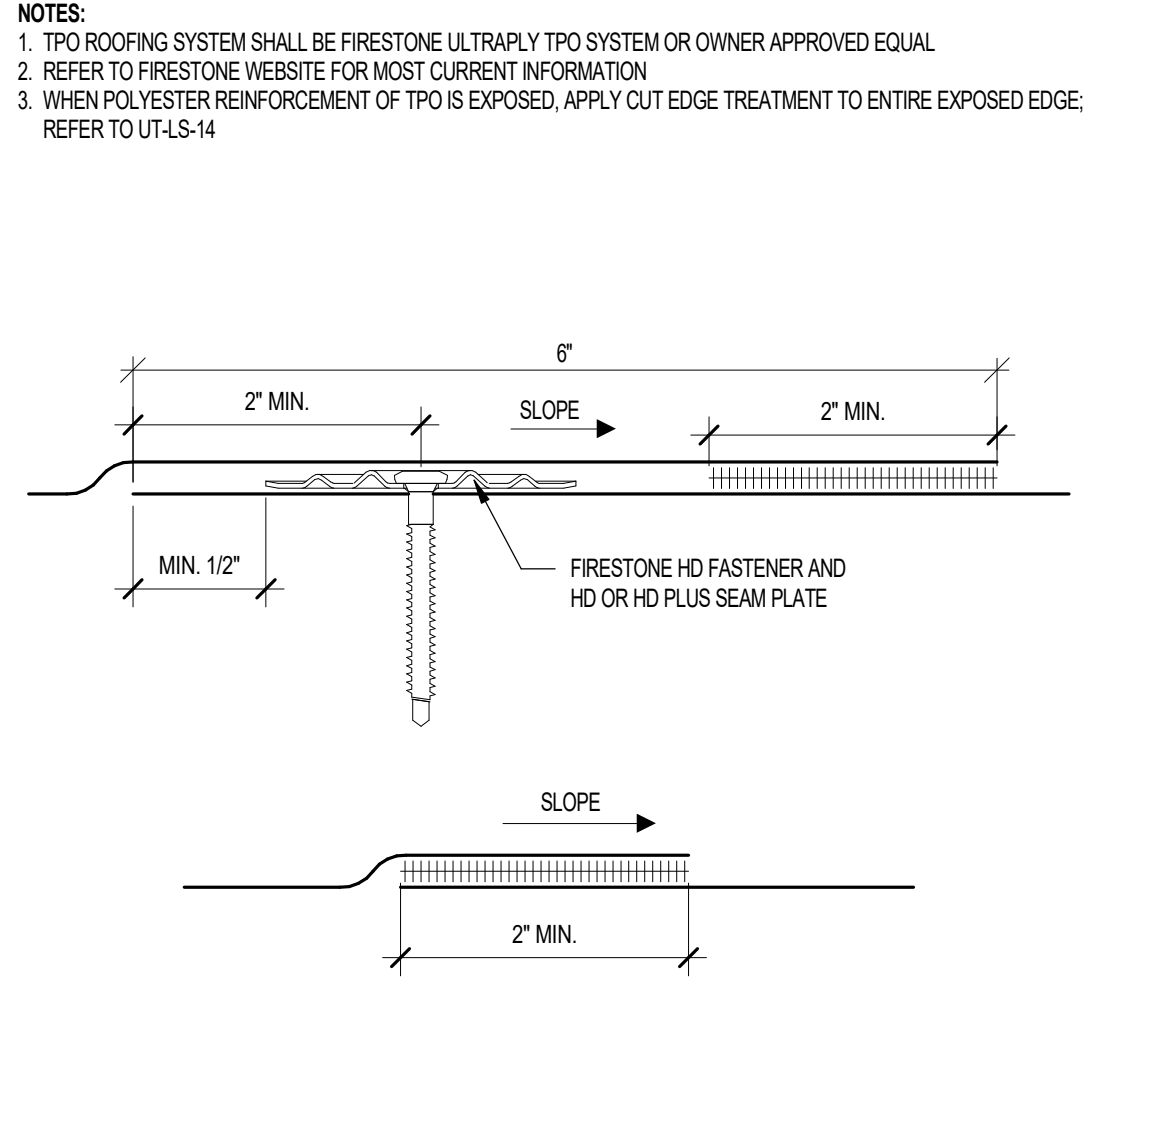 NOTES:
1. TPO ROOFING SYSTEM SHALL BE FIRESTONE ULTRAPLY TPO SYSTEM OR OWNER APPROVED EQUAL
2. REFER TO FIRESTONE WEBSITE FOR MOST CURRENT INFORMATION
3. WHEN POLYESTER REINFORCEMENT OF TPO IS EXPOSED, APPLY CUT EDGE TREATMENT TO ENTIRE EXPOSED EDGE;
REFER TO UT-LS-14
6"
2" MIN.
SLOPE
2" MIN.
MIN. 1/2"
FIRESTONE HD FASTENER AND
HD OR HD PLUS SEAM PLATE
SLOPE
2" MIN.